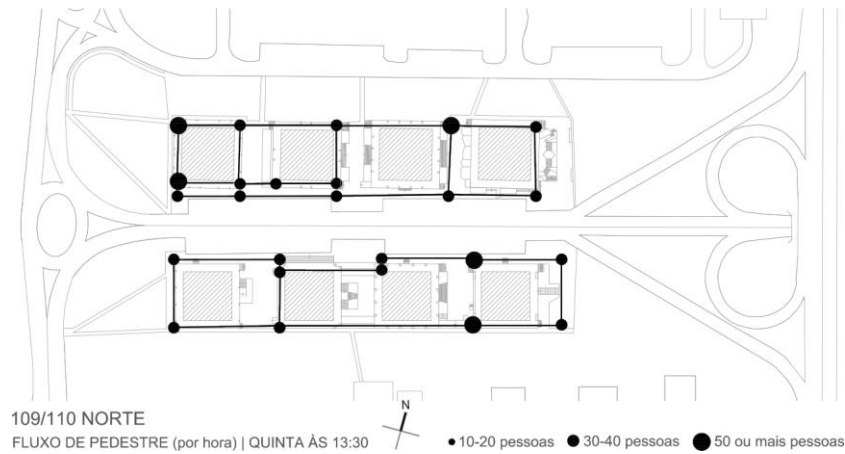 109/110 NORTE
FLUXO DE PEDESTRE (por hora) | QUINTA ÀS 13:30
N
10-20 pessoas
30-40 pessoas
50 ou mais pessoas